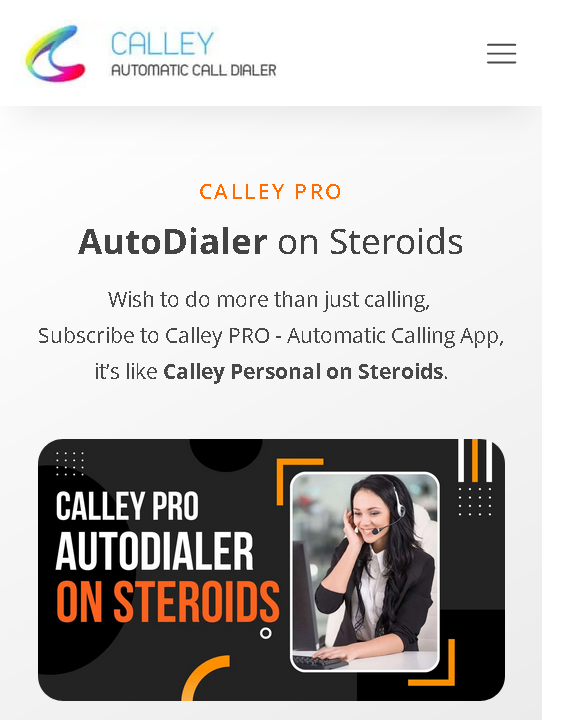 CALLEY
AUTOMATIC CALL DIALER
CALLEY PRO
AutoDialer on Steroids
Wish to do more than just calling,
Subscribe to Calley PRO - Automatic Calling App,
it's like Calley Personal on Steroids.
CALLEY PRO
AUTODIALER
ON STEROIDS